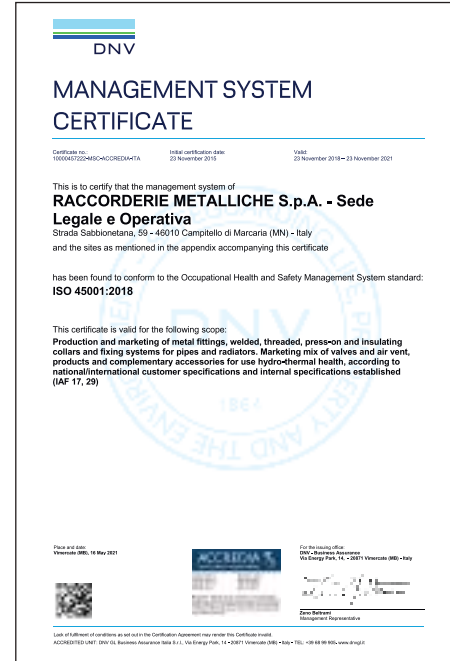 DNV
MANAGEMENT SYSTEM
CERTIFICATE
Certificate no.:
10000457222-MSC-ACCREDIA-ITA
Initial certification date:
23 November 2015
Valid:
23 November 2018 – 23 November 2021
This is to certify that the management system of
RACCORDERIE METALLICHE S.p.A. - Sede
Legale e Operativa
Strada Sabbionetana, 59 - 46010 Campitello di Marcaria (MN) - Italy
and the sites as mentioned in the appendix accompanying this certificate
has been found to conform to the Occupational Health and Safety Management System standard:
ISO 45001:2018
This certificate is valid for the following scope:
Production and marketing of metal fittings, welded, threaded, press-on and insulating
collars and fixing systems for pipes and radiators. Marketing mix of valves and air vent,
products and complementary accessories for use hydro-thermal health, according to
national/international customer specifications and internal specifications established
(IAF 17, 29)
DNV
1864
Place and date:
Vimercate (MB), 16 May 2021
ACCREDIA
For the issuing office:
DNV - Business Assurance
Via Energy Park, 14, - 20871 Vimercate (MB) - Italy
Zeno Beltrami
Management Representative
Lack of fulfilment of conditions as set out in the Certification Agreement may render this Certificate invalid.
ACCREDITED UNIT: DNV GL Business Assurance Italia S.r.l., Via Energy Park, 14 - 20871 Vimercate (MB) - Italy - TEL: +39 68 99 905. www.dnvgl.it